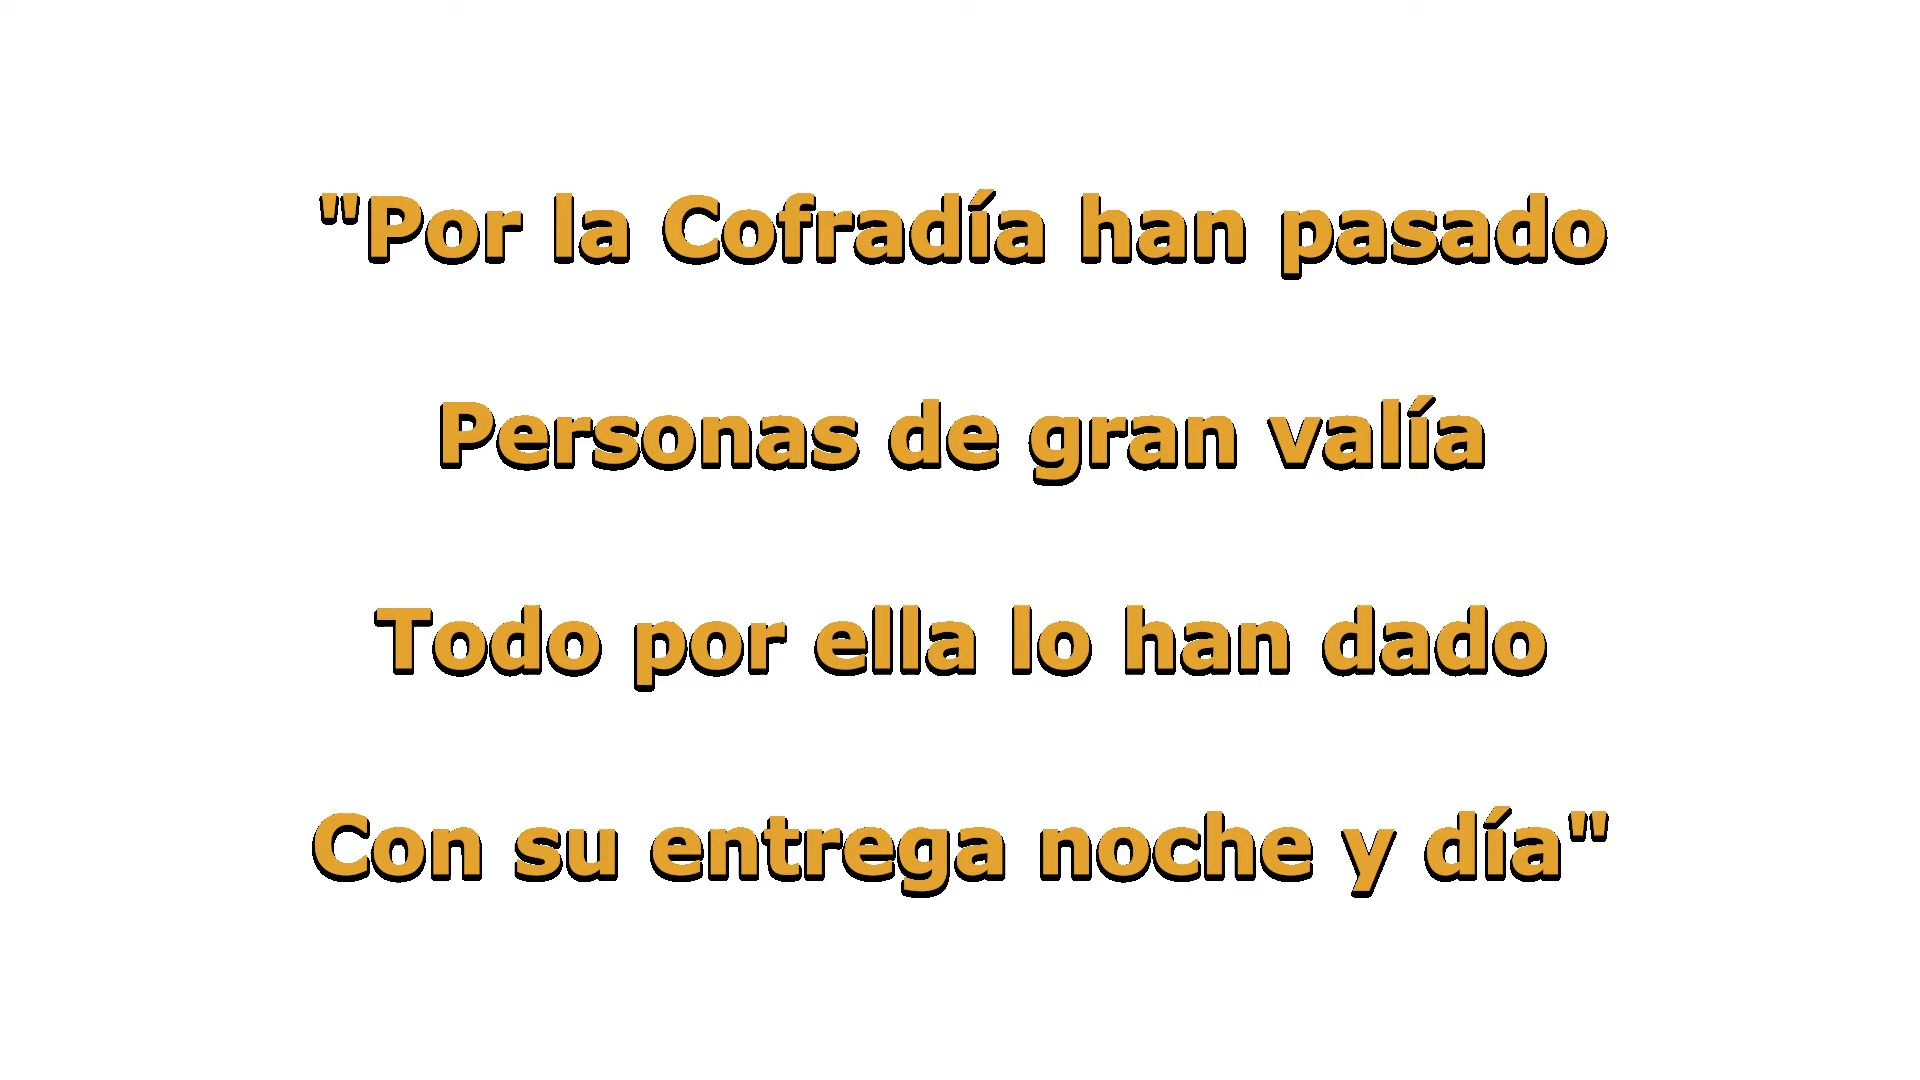 "Por la Cofradía han pasado
Personas de gran valía
Todo por ella lo han dado
Con su entrega noche y día"